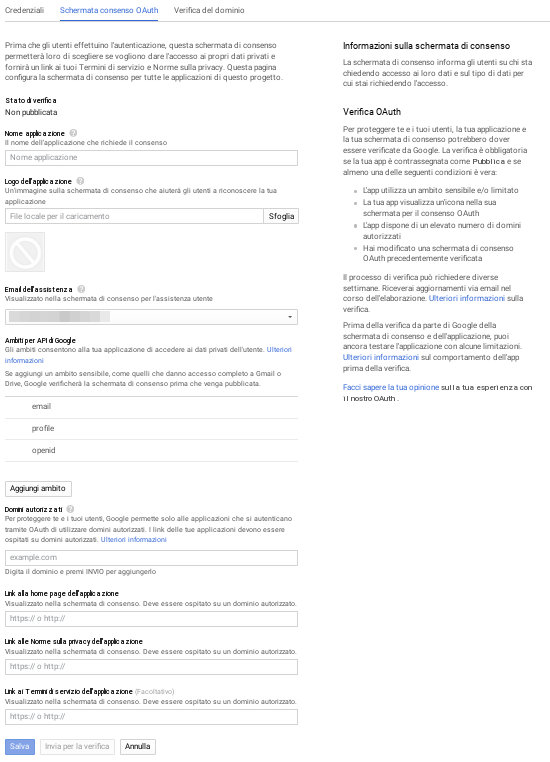 Credenziali Schermata consenso OAuth Verifica del dominio
Prima che gli utenti effettuino l'autenticazione, questa schermata di consenso
permetterà loro di scegliere se vogliono dare l'accesso ai propri dati privati e
fornirà un link ai tuoi Termini di servizio e Norme sulla privacy. Questa pagina
configura la schermata di consenso per tutte le applicazioni di questo progetto.
Stato di verifica
Non pubblicata
Nome applicazione ?
Il nome dell'applicazione che richiede il consenso
Nome applicazione
Logo dell'applicazione ?
Un'immagine sulla schermata di consenso che aiuterà gli utenti a riconoscere la tua
applicazione
File locale per il caricamento Sfoglia
Email dell'assistenza ?
Visualizzato nella schermata di consenso per l'assistenza utente
Ambiti per API di Google
Gli ambiti consentono alla tua applicazione di accedere ai dati privati dell'utente. Ulteriori
informazioni
Se aggiungi un ambito sensibile, come quelli che danno accesso completo a Gmail o
Drive, Google verificherà la schermata di consenso prima che venga pubblicata.
email
profile
openid
Aggiungi ambito
Domini autorizzati ?
Per proteggere te e i tuoi utenti, Google permette solo alle applicazioni che si autenticano
tramite OAuth di utilizzare domini autorizzati. I link delle tue applicazioni devono essere
ospitati su domini autorizzati. Ulteriori informazioni
example.com
Digita il dominio e premi INVIO per aggiungerlo
Link alla home page dell'applicazione
Visualizzato nella schermata di consenso. Deve essere ospitato su un dominio autorizzato.
https:// o http://
Link alle Norme sulla privacy dell'applicazione
Visualizzato nella schermata di consenso. Deve essere ospitato su un dominio autorizzato.
https:// o http://
Link ai Termini di servizio dell'applicazione (Facoltativo)
Visualizzato nella schermata di consenso. Deve essere ospitato su un dominio autorizzato.
https:// o http://
Salva Invia per la verifica Annulla
Informazioni sulla schermata di consenso
La schermata di consenso informa gli utenti su chi sta
chiedendo accesso ai loro dati e sul tipo di dati per
cui stai richiedendo l'accesso.
Verifica OAuth
Per proteggere te e i tuoi utenti, la tua applicazione e
la tua schermata di consenso potrebbero dover
essere verificate da Google. La verifica è obbligatoria
se la tua app è contrassegnata come Pubblica e se
almeno una delle seguenti condizioni è vera:
L'app utilizza un ambito sensibile e/o limitato
La tua app visualizza un'icona nella sua
schermata per il consenso OAuth
L'app dispone di un elevato numero di domini
autorizzati
Hai modificato una schermata di consenso
OAuth precedentemente verificata
Il processo di verifica può richiedere diverse
settimane. Riceverai aggiornamenti via email nel
corso dell'elaborazione. Ulteriori informazioni sulla
verifica.
Prima della verifica da parte di Google della
schermata di consenso e dell'applicazione, puoi
ancora testare l'applicazione con alcune limitazioni.
Ulteriori informazioni sul comportamento dell'app
prima della verifica.
Facci sapere la tua opinione sulla tua esperienza con
il nostro OAuth.